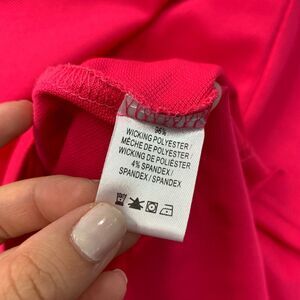 96%
WICKING POLYESTER /
MÈCHE DE POLYESTER /
WICKING DE POLIÉSTER
4% SPANDEX/
SPANDEX/SPANDEX